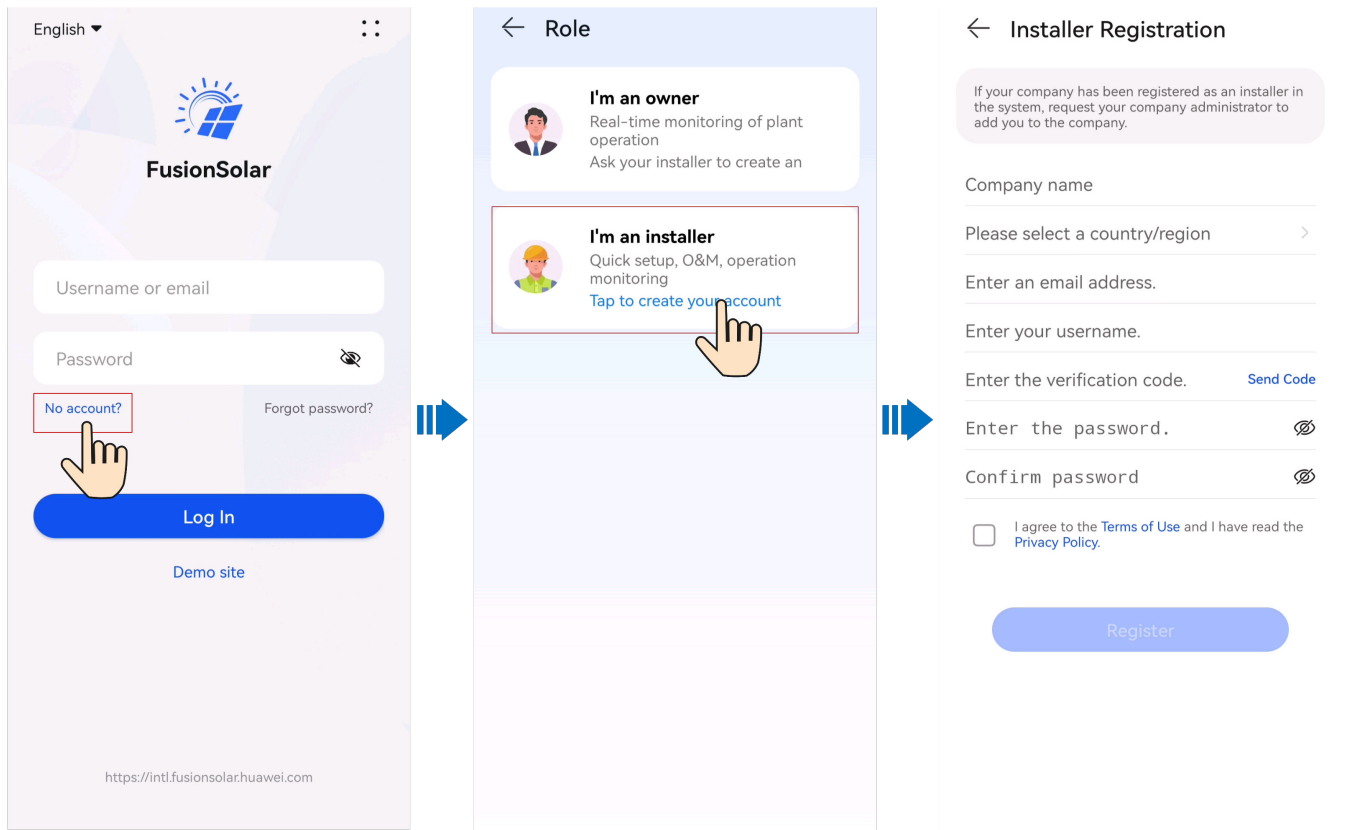 English
FusionSolar
Username or email
Password
No account?
Forgot password?
Log In
Demo site
https://intl.fusionsolar.huawei.com
Role
I'm an owner
Real-time monitoring of plant
operation
Ask your installer to create an
I'm an installer
Quick setup, O&M, operation
monitoring
Tap to create your account
Installer Registration
If your company has been registered as an installer in
the system, request your company administrator to
add you to the company.
Company name
Please select a country/region
Enter an email address.
Enter your username.
Enter the verification code.
Send Code
Enter the password.
Confirm password
I agree to the Terms of Use and I have read the
Privacy Policy.
Register